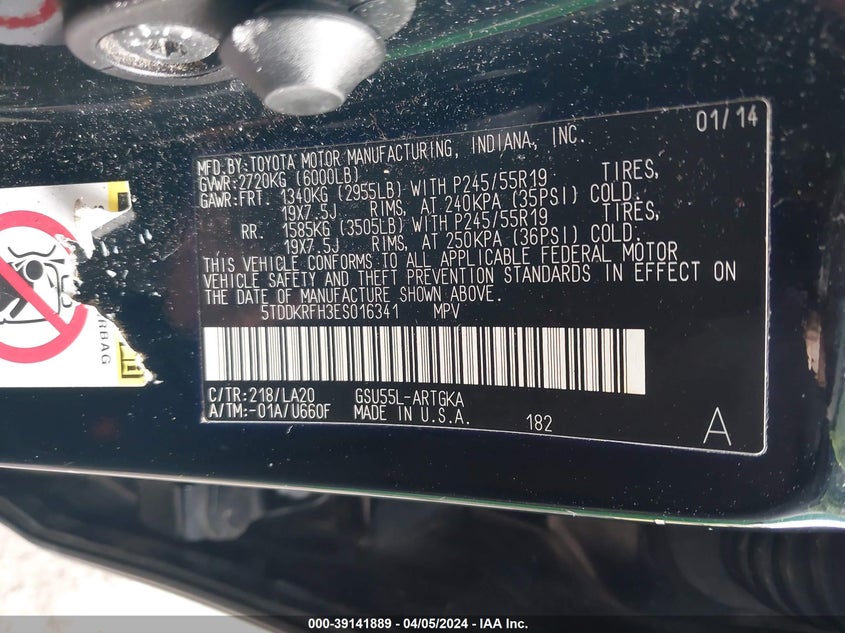 01/14
MFD.BY:TOYOTA MOTOR MANUFACTURING, INDIANA, INC.
GVWR:2720KG (6000LB)
GAWR:FRT. 1340KG (2955LB) WITH P245/55R19 TIRES,
19X7.5J RIMS, AT 240KPA (35PSI) COLD.
RR. 1585KG (3505LB) WITH P245/55R19 TIRES,
19X7.5J RIMS, AT 250KPA (36PSI) COLD.
THIS VEHICLE CONFORMS TO ALL APPLICABLE FEDERAL MOTOR
VEHICLE SAFETY AND THEFT PREVENTION STANDARDS IN EFFECT ON
THE DATE OF MANUFACTURE SHOWN ABOVE.
5TDDKRFH3ES016341 MPV
C/TR:218/LA20 GSU55L-ARTGKA
A/TM:-01A/U660F MADE IN U.S.A. 182
A
RBAG
000-39141889 - 04/05/2024 - IAA Inc.